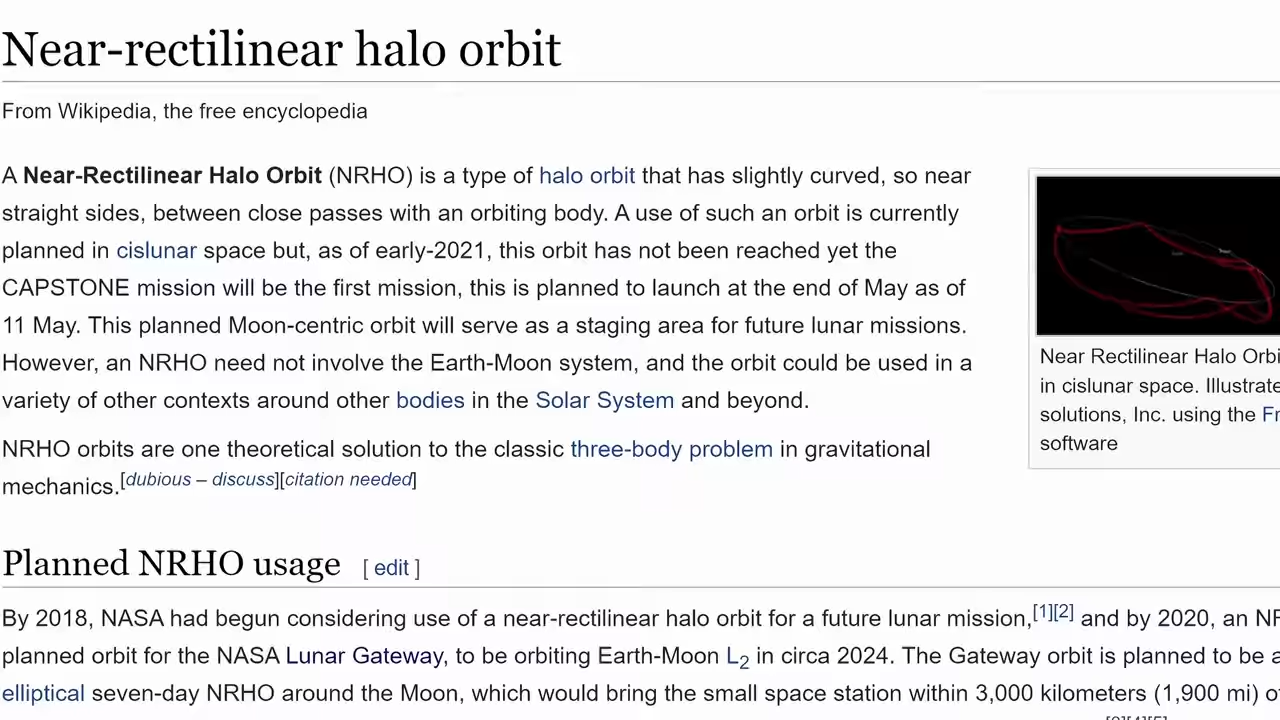 Near-rectilinear halo orbit
From Wikipedia, the free encyclopedia
A Near-Rectilinear Halo Orbit (NRHO) is a type of halo orbit that has slightly curved, so near
straight sides, between close passes with an orbiting body. A use of such an orbit is currently
planned in cislunar space but, as of early-2021, this orbit has not been reached yet the
CAPSTONE mission will be the first mission, this is planned to launch at the end of May as of
11 May. This planned Moon-centric orbit will serve as a staging area for future lunar missions.
However, an NRHO need not involve the Earth-Moon system, and the orbit could be used in a
variety of other contexts around other bodies in the Solar System and beyond.
NRHO orbits are one theoretical solution to the classic three-body problem in gravitational
mechanics.[dubious – discuss][citation needed]
Near Rectilinear Halo Orbi
in cislunar space. Illustrate
solutions, Inc. using the Fr
software
Planned NRHO usage [ edit ]
By 2018, NASA had begun considering use of a near-rectilinear halo orbit for a future lunar mission,[1][2] and by 2020, an NR
planned orbit for the NASA Lunar Gateway, to be orbiting Earth-Moon L2 in circa 2024. The Gateway orbit is planned to be a
elliptical seven-day NRHO around the Moon, which would bring the small space station within 3,000 kilometers (1,900 mi) of